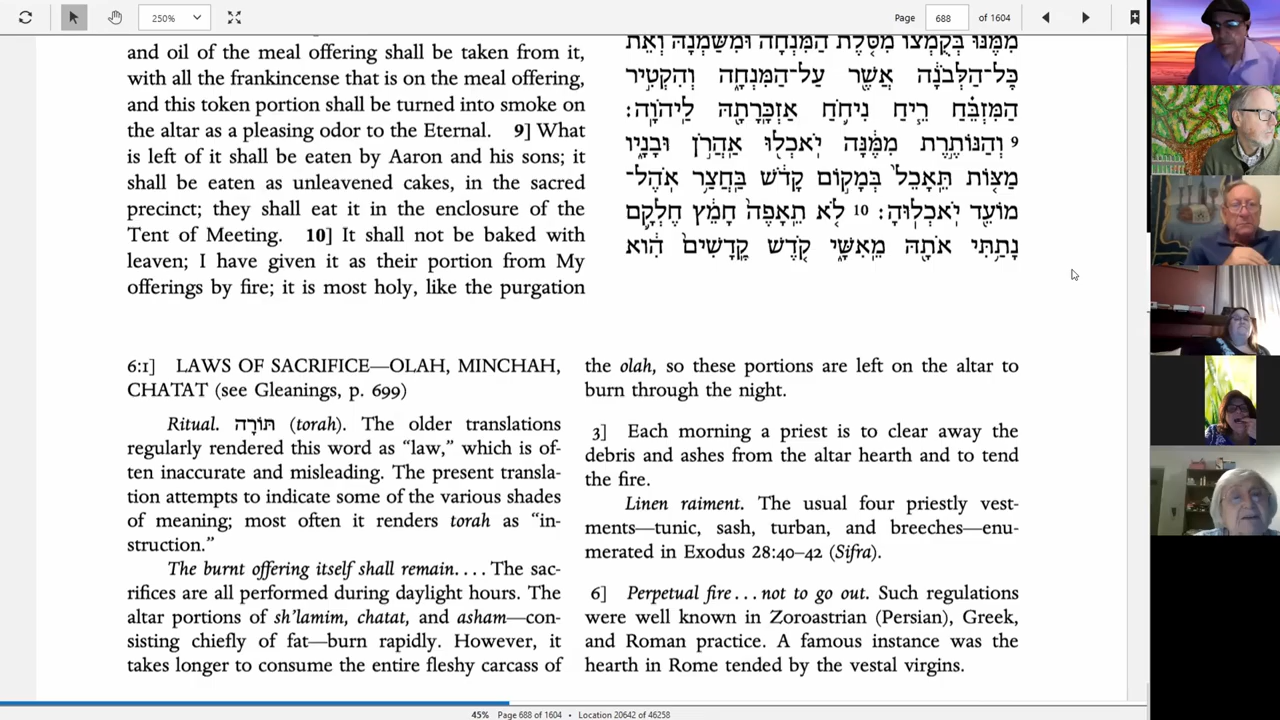 250%
Page 688 of 1604
and oil of the meal offering shall be taken from it,
with all the frankincense that is on the meal offering,
and this token portion shall be turned into smoke on
the altar as a pleasing odor to the Eternal. 9] What
is left of it shall be eaten by Aaron and his sons; it
shall be eaten as unleavened cakes, in the sacred
precinct; they shall eat it in the enclosure of the
Tent of Meeting. 10] It shall not be baked with
leaven; I have given it as their portion from My
offerings by fire; it is most holy, like the purgation
מִמֶּ֜נּוּ בְּקֻמְצ֗וֹ מִסֹּ֤לֶת הַמִּנְחָה֙ וּמִשַּׁמְנָ֔הּ וְאֵת֙
כׇּל־הַלְּבֹנָ֔ה אֲשֶׁ֖ר עַל־הַמִּנְחָ֑ה וְהִקְטִ֣יר
הַמִּזְבֵּ֗חַ רֵ֧יחַ נִיחֹ֛חַ אַזְכָּרָתָ֖הּ לַיהֹוָֽה׃
9 וְהַנּוֹתֶ֣רֶת מִמֶּ֔נָּה יֹאכְל֖וּ אַהֲרֹ֣ן וּבָנָ֑יו
מַצּ֤וֹת תֵּֽאָכֵל֙ בְּמָק֣וֹם קָדֹ֔שׁ בַּחֲצַ֥ר אֹֽהֶל־
מוֹעֵ֖ד יֹאכְלֽוּהָ׃ 10 לֹ֤א תֵאָפֶה֙ חָמֵ֔ץ חֶלְקָ֛ם
נָתַ֥תִּי אֹתָ֖הּ מֵאִשָּׁ֑י קֹ֤דֶשׁ קׇֽדָשִׁים֙ הִ֔וא
6:1] LAWS OF SACRIFICE—OLAH, MINCHAH,
CHATAT (see Gleanings, p. 699)
Ritual. תּוֹרָה (torah). The older translations
regularly rendered this word as “law,” which is of-
ten inaccurate and misleading. The present transla-
tion attempts to indicate some of the various shades
of meaning; most often it renders torah as “in-
struction.”
The burnt offering itself shall remain. . . . The sac-
rifices are all performed during daylight hours. The
altar portions of sh’lamim, chatat, and asham—con-
sisting chiefly of fat—burn rapidly. However, it
takes longer to consume the entire fleshy carcass of
the olah, so these portions are left on the altar to
burn through the night.
3] Each morning a priest is to clear away the
debris and ashes from the altar hearth and to tend
the fire.
Linen raiment. The usual four priestly vest-
ments—tunic, sash, turban, and breeches—enu-
merated in Exodus 28:40–42 (Sifra).
6] Perpetual fire . . . not to go out. Such regulations
were well known in Zoroastrian (Persian), Greek,
and Roman practice. A famous instance was the
hearth in Rome tended by the vestal virgins.
45% Page 688 of 1604 • Location 20642 of 46258